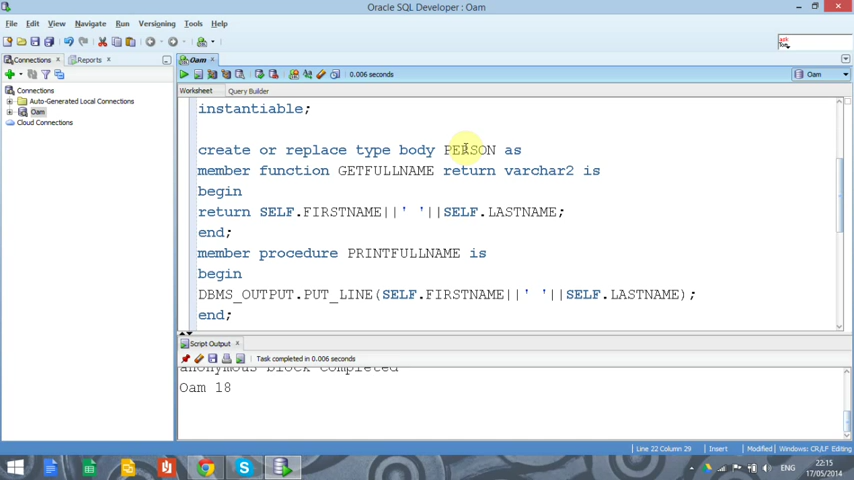 Oracle SQL Developer : Oam
File Edit View Navigate Run Versioning Tools Help
Connections Reports Oam
0.006 seconds Oam
Worksheet Query Builder
Connections
Auto-Generated Local Connections
Oam
Cloud Connections
instantiable;
create or replace type body PERSON as
member function GETFULLNAME return varchar2 is
begin
return SELF.FIRSTNAME||' '||SELF.LASTNAME;
end;
member procedure PRINTFULLNAME is
begin
DBMS_OUTPUT.PUT_LINE(SELF.FIRSTNAME||' '||SELF.LASTNAME);
end;
Script Output
Task completed in 0.006 seconds
anonymous block completed
Oam 18
Line 22 Column 29 Insert Modified Windows: CR/LF Editing
ENG
22:15
17/05/2014